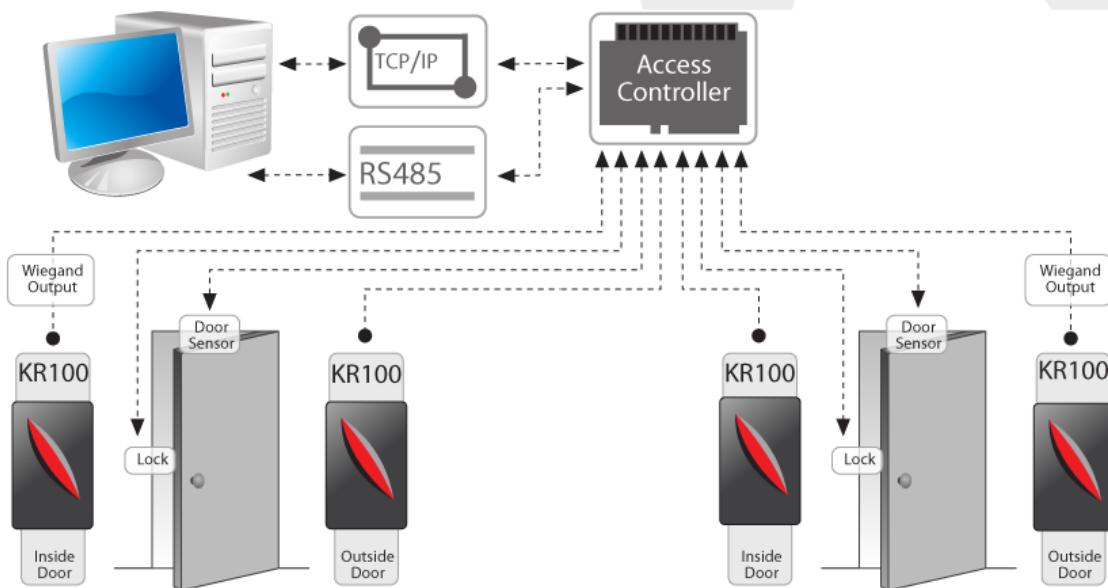 TCP/IP
Access
Controller
RS485
Wiegand
Output
Wiegand
Output
Door
Sensor
Door
Sensor
KR100
KR100
KR100
KR100
Lock
Lock
Inside
Door
Outside
Door
Inside
Door
Outside
Door